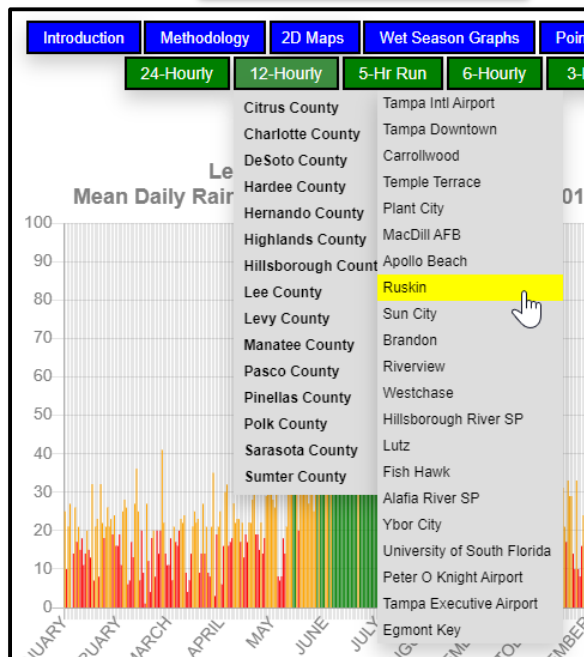 Introduction
Methodology
2D Maps
Wet Season Graphs
24-Hourly
12-Hourly
5-Hr Run
6-Hourly
Citrus County
Charlotte County
DeSoto County
Hardee County
Hernando County
Highlands County
Hillsborough Count
Lee County
Levy County
Manatee County
Pasco County
Pinellas County
Polk County
Sarasota County
Sumter County
Tampa Intl Airport
Tampa Downtown
Carrollwood
Temple Terrace
Plant City
MacDill AFB
Apollo Beach
Ruskin
Sun City
Brandon
Riverview
Westchase
Hillsborough River SP
Lutz
Fish Hawk
Alafia River SP
Ybor City
University of South Florida
Peter O Knight Airport
Tampa Executive Airport
Egmont Key
Le
Mean Daily Rair
01
100
90
80
70
60
50
40
30
20
10
0
MARCH
APRIL
MAY
JUNE